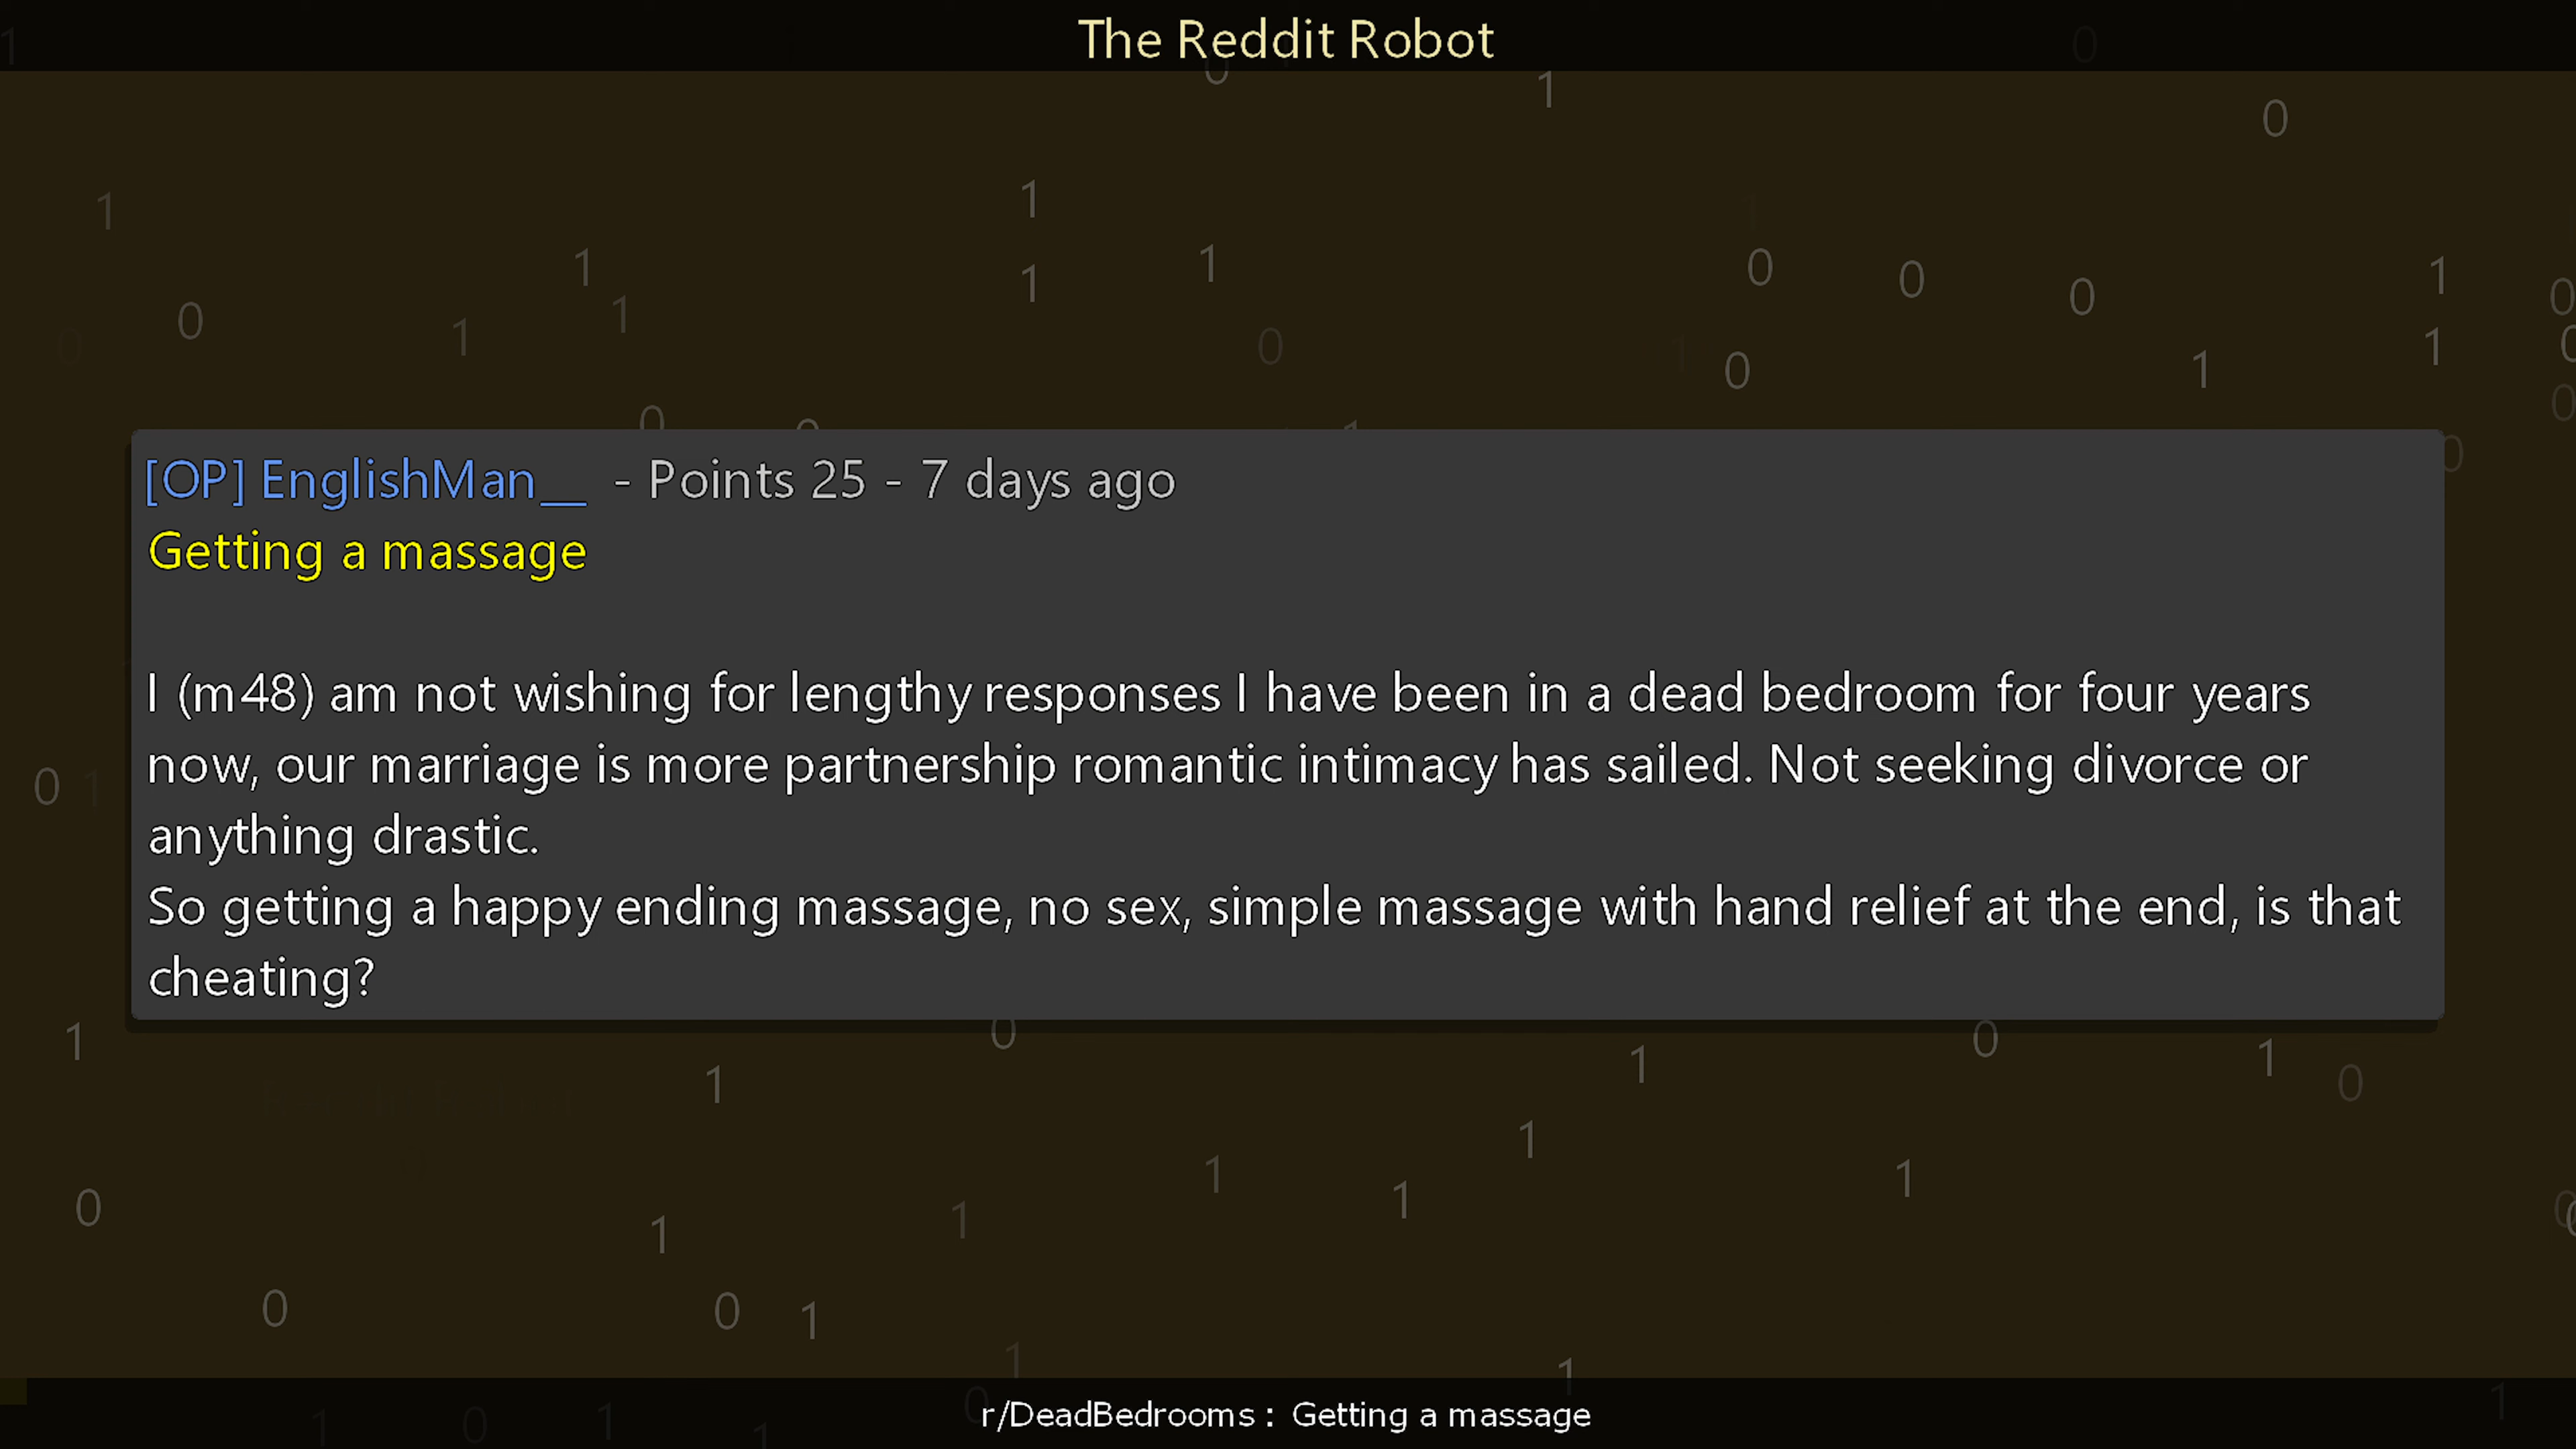 The Reddit Robot
[OP] EnglishMan__ - Points 25 - 7 days ago
Getting a massage
I (m48) am not wishing for lengthy responses I have been in a dead bedroom for four years
now, our marriage is more partnership romantic intimacy has sailed. Not seeking divorce or
anything drastic.
So getting a happy ending massage, no sex, simple massage with hand relief at the end, is that
cheating?
r/DeadBedrooms : Getting a massage